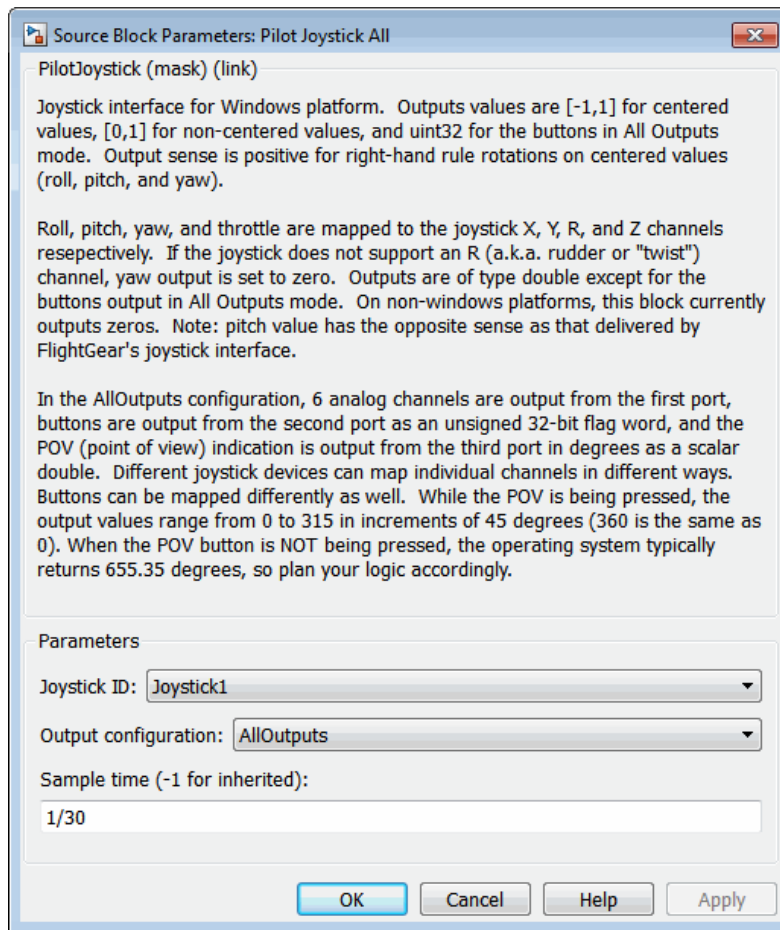 Source Block Parameters: Pilot Joystick All
PilotJoystick (mask) (link)
Joystick interface for Windows platform.  Outputs values are [-1,1] for centered
values, [0,1] for non-centered values, and uint32 for the buttons in All Outputs
mode.  Output sense is positive for right-hand rule rotations on centered values
(roll, pitch, and yaw).
Roll, pitch, yaw, and throttle are mapped to the joystick X, Y, R, and Z channels
resepectively.  If the joystick does not support an R (a.k.a. rudder or "twist")
channel, yaw output is set to zero.  Outputs are of type double except for the
buttons output in All Outputs mode.  On non-windows platforms, this block currently
outputs zeros.  Note: pitch value has the opposite sense as that delivered by
FlightGear's joystick interface.
In the AllOutputs configuration, 6 analog channels are output from the first port,
buttons are output from the second port as an unsigned 32-bit flag word, and the
POV (point of view) indication is output from the third port in degrees as a scalar
double.  Different joystick devices can map individual channels in different ways.
Buttons can be mapped differently as well.  While the POV is being pressed, the
output values range from 0 to 315 in increments of 45 degrees (360 is the same as
0). When the POV button is NOT being pressed, the operating system typically
returns 655.35 degrees, so plan your logic accordingly.
Parameters
Joystick ID: Joystick1
Output configuration: AllOutputs
Sample time (-1 for inherited):
1/30
OK Cancel Help Apply